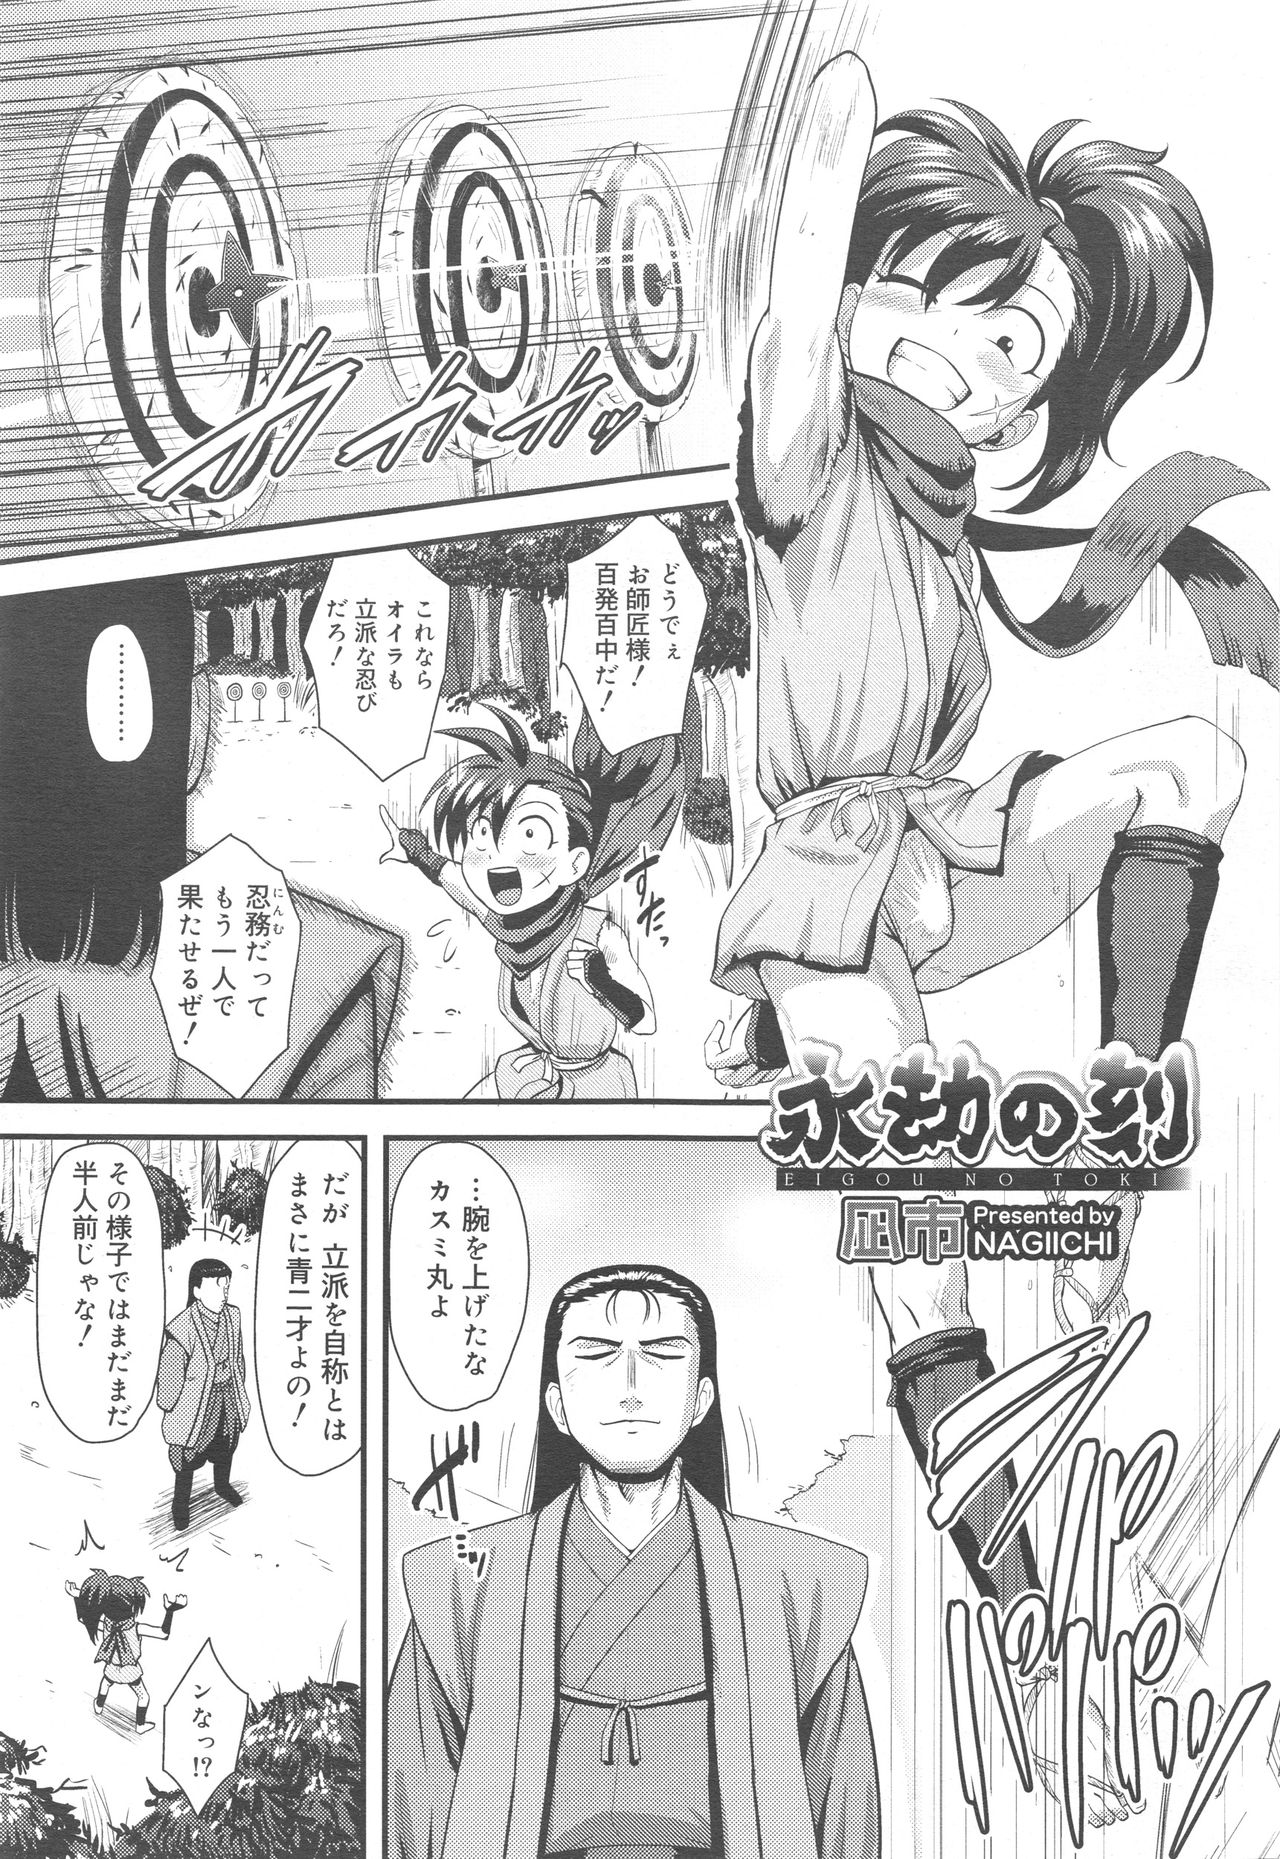 ガガガガッ
どうでぇ
お師匠様！
百発百中だ！
これなら
オイラも
立派な忍び
だろ！
すたっ
………
忍務だって
にんむ
もう一人で
果たせるぜ！
永劫の刻
EIGOU NO TOKI
凪市
Presented by
NAGIICHI
…腕を上げたな
カスミ丸よ
だが 立派を自称とは
まさに青二才よの！
その様子ではまだまだ
半人前じゃな！
ンなっ!?